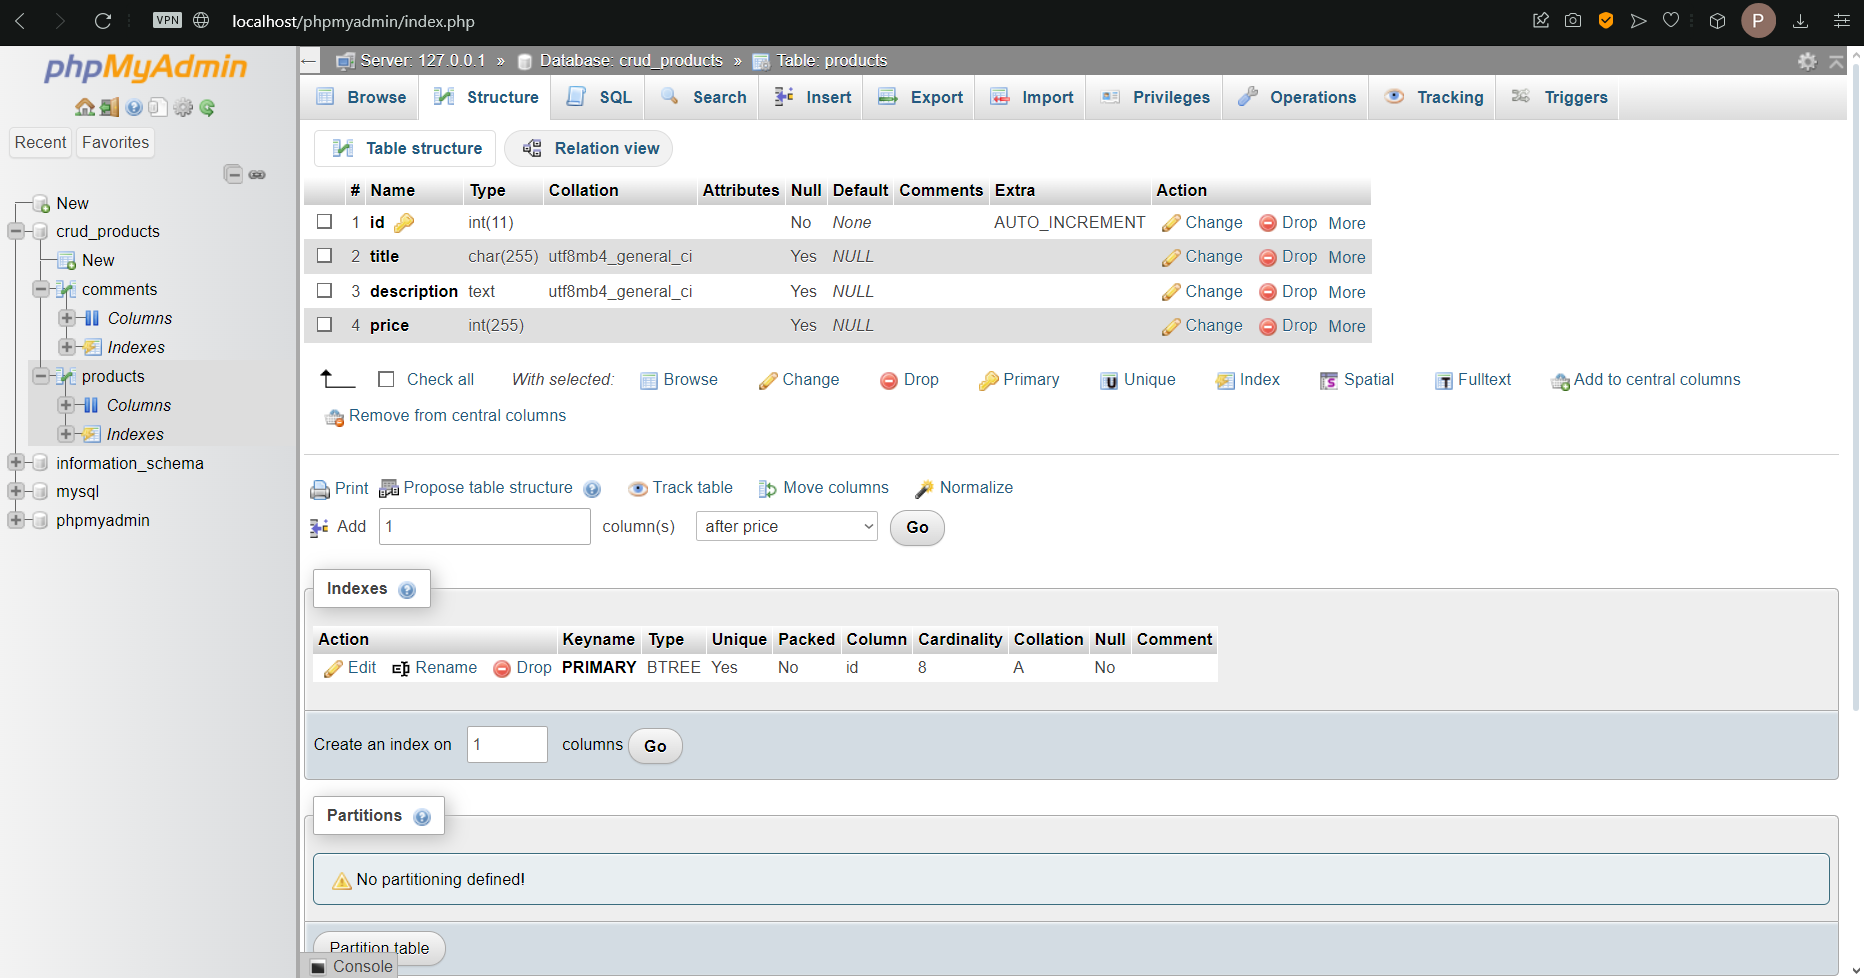 VPN localhost/phpmyadmin/index.php P
phpMyAdmin
Recent Favorites
New
crud_products
New
comments
Columns
Indexes
products
Columns
Indexes
information_schema
mysql
phpmyadmin
Server: 127.0.0.1 » Database: crud_products » Table: products
Browse Structure SQL Search Insert Export Import Privileges Operations Tracking Triggers
Table structure Relation view
# Name Type Collation Attributes Null Default Comments Extra Action
1 id int(11) No None AUTO_INCREMENT Change Drop More
2 title char(255) utf8mb4_general_ci Yes NULL Change Drop More
3 description text utf8mb4_general_ci Yes NULL Change Drop More
4 price int(255) Yes NULL Change Drop More
Check all With selected: Browse Change Drop Primary Unique Index Spatial Fulltext Add to central columns
Remove from central columns
Print Propose table structure Track table Move columns Normalize
Add 1 column(s) after price Go
Indexes
Action Keyname Type Unique Packed Column Cardinality Collation Null Comment
Edit Rename Drop PRIMARY BTREE Yes No id 8 A No
Create an index on 1 columns Go
Partitions
No partitioning defined!
Partition table
Console